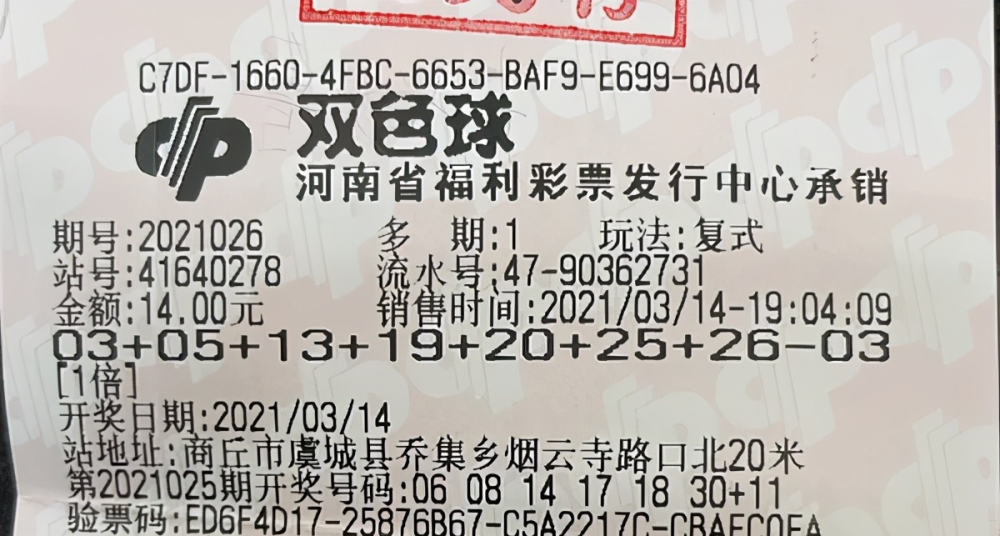 C7DF-1660-4FBC-6653-BAF9-E699-6A04
双色球
河南省福利彩票发行中心承销
期号:2021026 多 期:1 玩法:复式
站号:41640278 流水号:47-90362731
金额:14.00元 销售时间:2021/03/14-19:04:09
03+05+13+19+20+25+26-03
[1倍]
开奖日期:2021/03/14
站地址:商丘市虞城县乔集乡烟云寺路口北20米
第2021025期开奖号码:06 08 14 17 18 30+11
验票码:ED6F4D17-25876B67-C5A2217C-CBAEC0EA